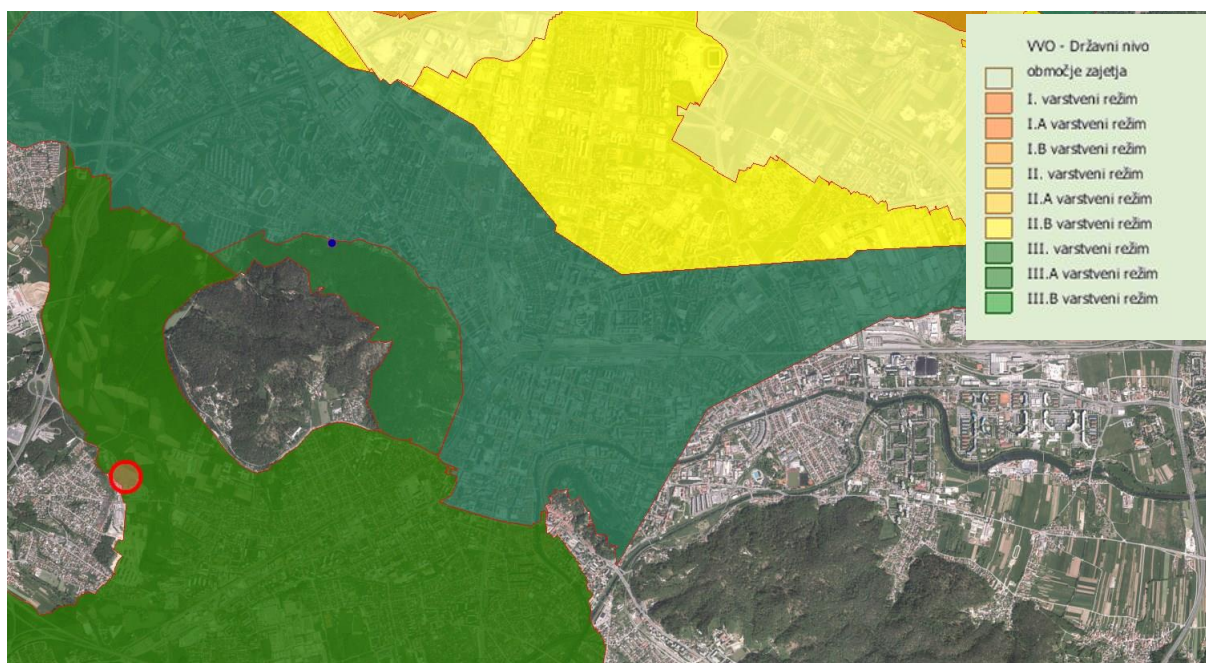 VVO - Državni nivo
območje zajetja
I. varstveni režim
I.A varstveni režim
I.B varstveni režim
II. varstveni režim
II.A varstveni režim
II.B varstveni režim
III. varstveni režim
III.A varstveni režim
III.B varstveni režim